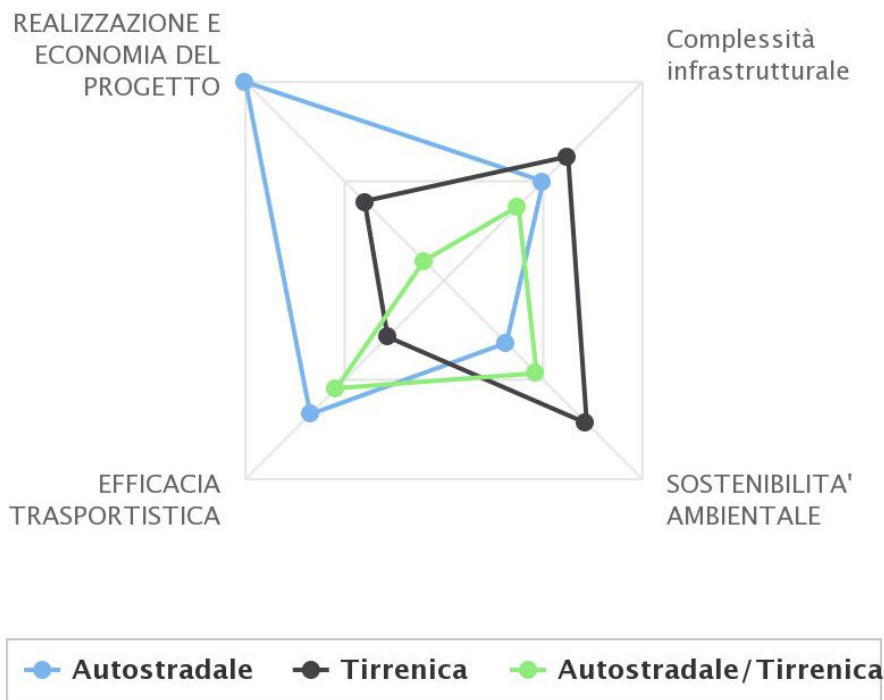 REALIZZAZIONE E
ECONOMIA DEL
PROGETTO
Complessità
infrastrutturale
EFFICACIA
TRASPORTISTICA
SOSTENIBILITA'
AMBIENTALE
Autostradale Tirrenica Autostradale/Tirrenica